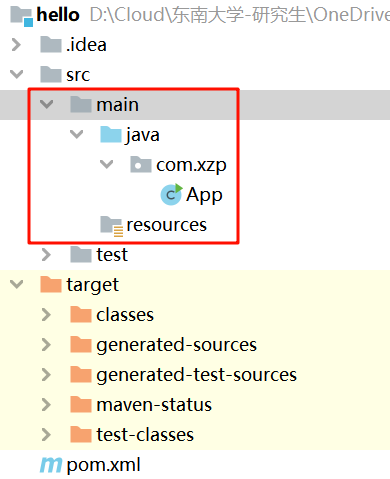 hello D:\Cloud\东南大学-研究生\OneDrive
.idea
src
main
java
com.xzp
App
resources
test
target
classes
generated-sources
generated-test-sources
maven-status
test-classes
pom.xml